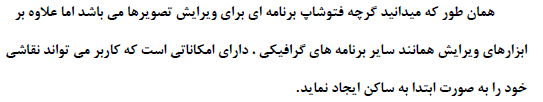 همان طور که میدانید گرچه فتوشاپ برنامه ای برای ویرایش تصویرها می باشد اما علاوه بر
ابزارهای ویرایش همانند سایر برنامه های گرافیکی ، دارای امکاناتی است که کاربر می تواند نقاشی
خود را به صورت ابتدا به ساکن ایجاد نماید.